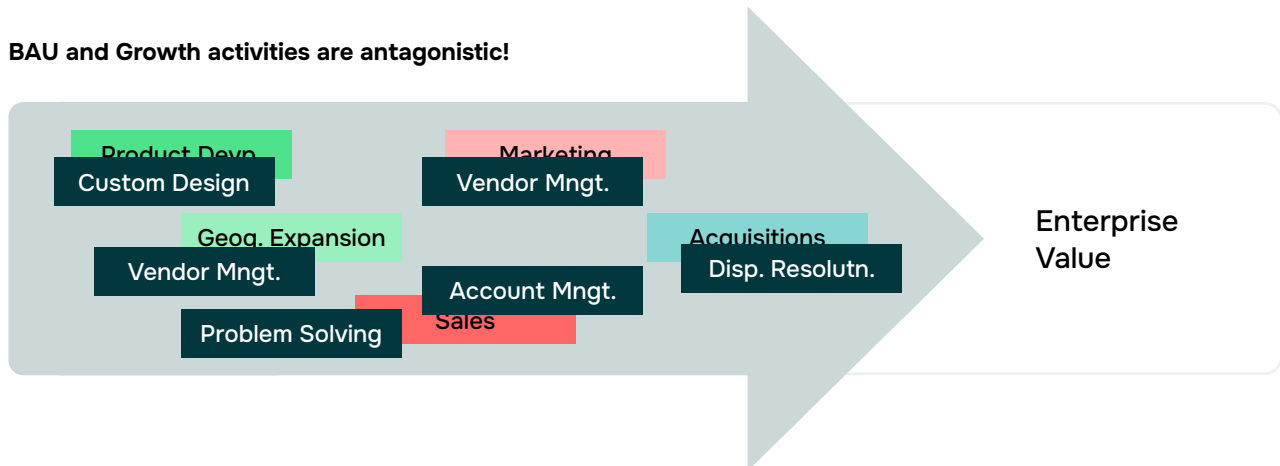 BAU and Growth activities are antagonistic!
Product Devp.
Custom Design
Marketing
Vendor Mngt.
Geog. Expansion
Vendor Mngt.
Acquisitions
Disp. Resolutn.
Account Mngt.
Sales
Problem Solving
Enterprise
Value